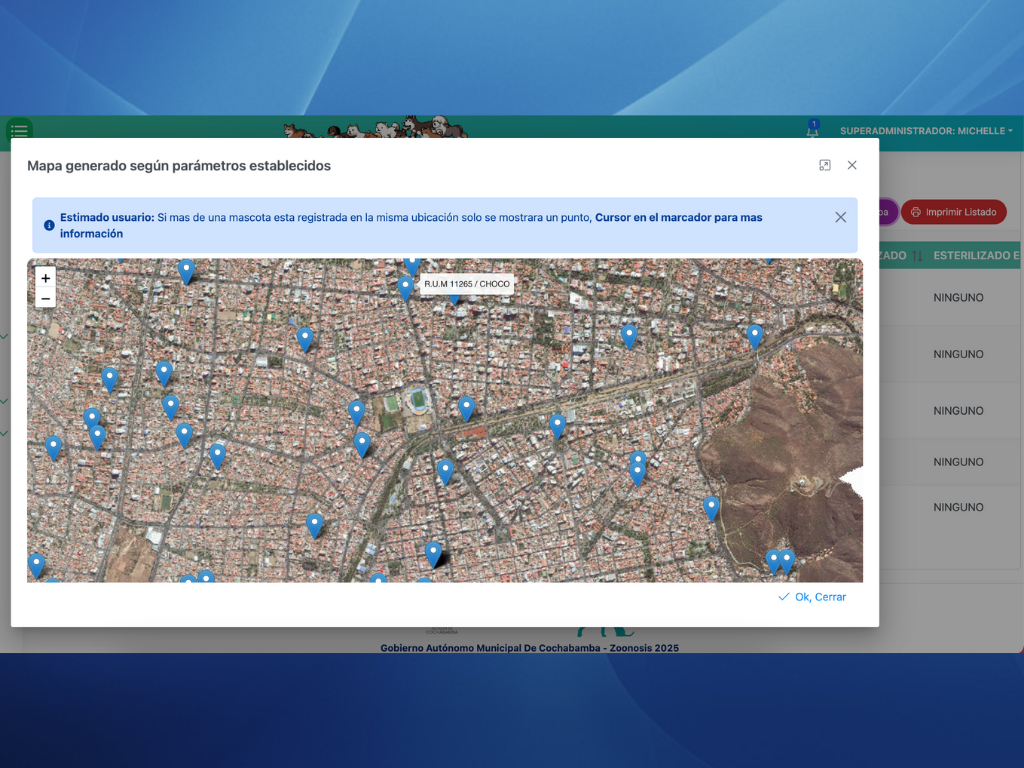 1
SUPERADMINISTRADOR: MICHELLE
Mapa generado según parámetros establecidos
Estimado usuario: Si mas de una mascota esta registrada en la misma ubicación solo se mostrara un punto, Cursor en el marcador para mas
información
pa
Imprimir Listado
ZADO
ESTERILIZADO E
+
−
R.U.M 11265 / CHOCO
NINGUNO
NINGUNO
NINGUNO
NINGUNO
NINGUNO
Ok, Cerrar
COCHABAMBA
Gobierno Autónomo Municipal De Cochabamba - Zoonosis 2025